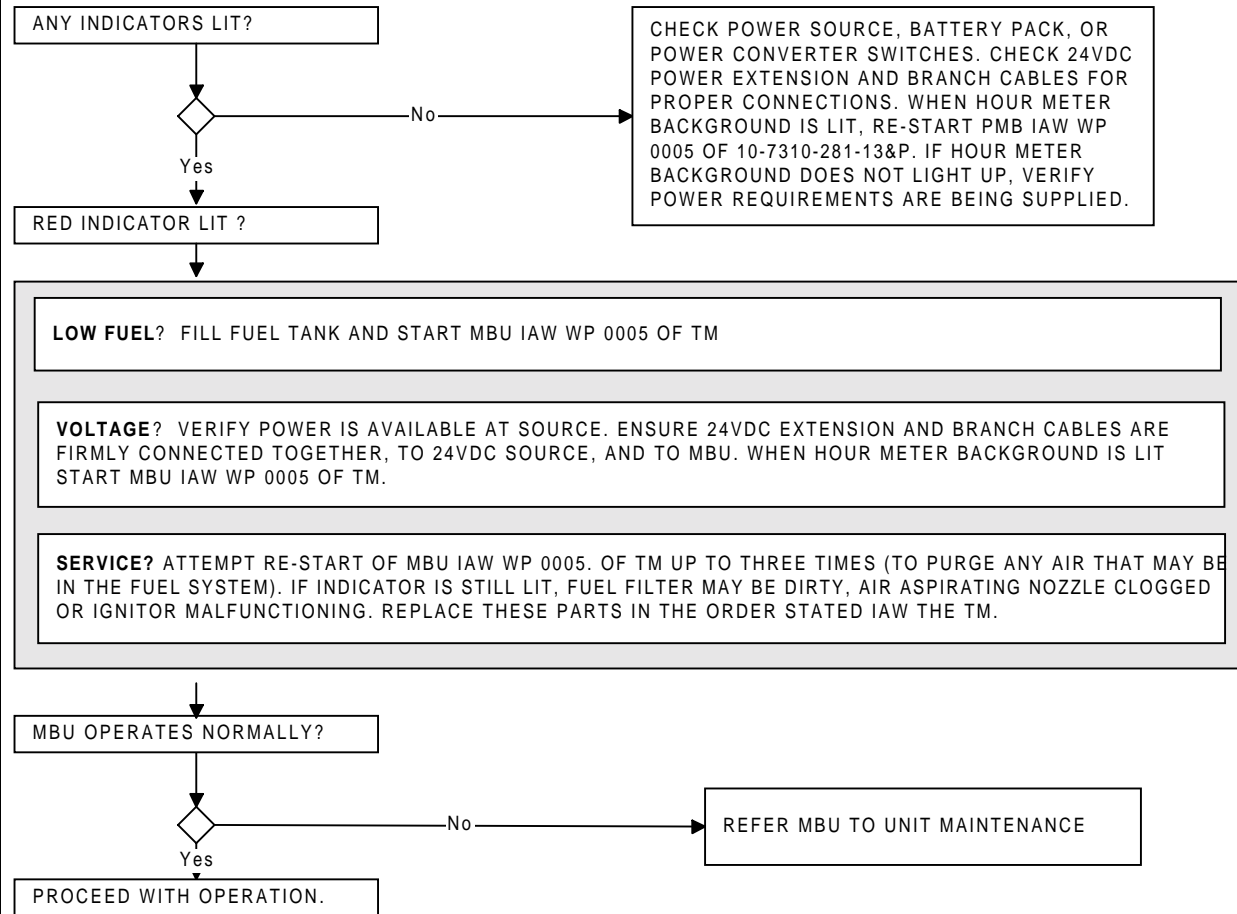 ANY INDICATORS LIT?
CHECK POWER SOURCE, BATTERY PACK, OR
POWER CONVERTER SWITCHES. CHECK 24VDC
POWER EXTENSION AND BRANCH CABLES FOR
PROPER CONNECTIONS. WHEN HOUR METER
BACKGROUND IS LIT, RE-START PMB IAW WP
0005 OF 10-7310-281-13&P. IF HOUR METER
BACKGROUND DOES NOT LIGHT UP, VERIFY
POWER REQUIREMENTS ARE BEING SUPPLIED.
No
Yes
RED INDICATOR LIT ?
LOW FUEL? FILL FUEL TANK AND START MBU IAW WP 0005 OF TM
VOLTAGE? VERIFY POWER IS AVAILABLE AT SOURCE. ENSURE 24VDC EXTENSION AND BRANCH CABLES ARE
FIRMLY CONNECTED TOGETHER, TO 24VDC SOURCE, AND TO MBU. WHEN HOUR METER BACKGROUND IS LIT
START MBU IAW WP 0005 OF TM.
SERVICE? ATTEMPT RE-START OF MBU IAW WP 0005. OF TM UP TO THREE TIMES (TO PURGE ANY AIR THAT MAY BE
IN THE FUEL SYSTEM). IF INDICATOR IS STILL LIT, FUEL FILTER MAY BE DIRTY, AIR ASPIRATING NOZZLE CLOGGED
OR IGNITOR MALFUNCTIONING. REPLACE THESE PARTS IN THE ORDER STATED IAW THE TM.
MBU OPERATES NORMALLY?
No
REFER MBU TO UNIT MAINTENANCE
Yes
PROCEED WITH OPERATION.